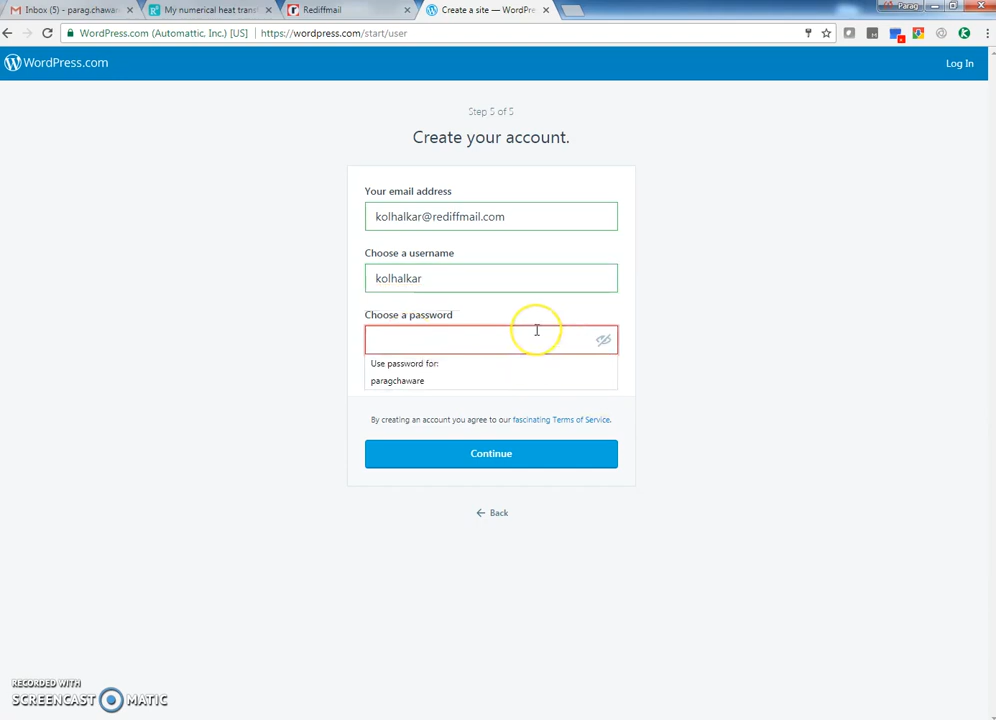 Inbox (5) - parag.chawar
My numerical heat transf
Rediffmail
Create a site — WordPre
Parag
WordPress.com (Automattic, Inc.) [US]
https://wordpress.com/start/user
WordPress.com
Log In
Step 5 of 5
Create your account.
Your email address
kolhalkar@rediffmail.com
Choose a username
kolhalkar
Choose a password
Use password for:
paragchaware
By creating an account you agree to our fascinating Terms of Service.
Continue
Back
RECORDED WITH
SCREENCAST MATIC